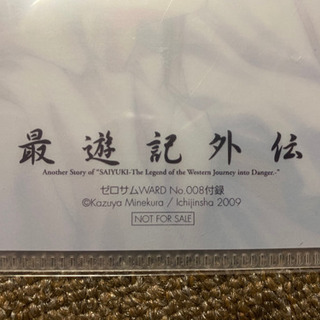 最遊記外伝
Another Story of "SAIYUKI-The Legend of the Western Journey into Danger.-"
ゼロサムWARD No.008付録
©Kazuya Minekura / Ichijinsha 2009
NOT FOR SALE